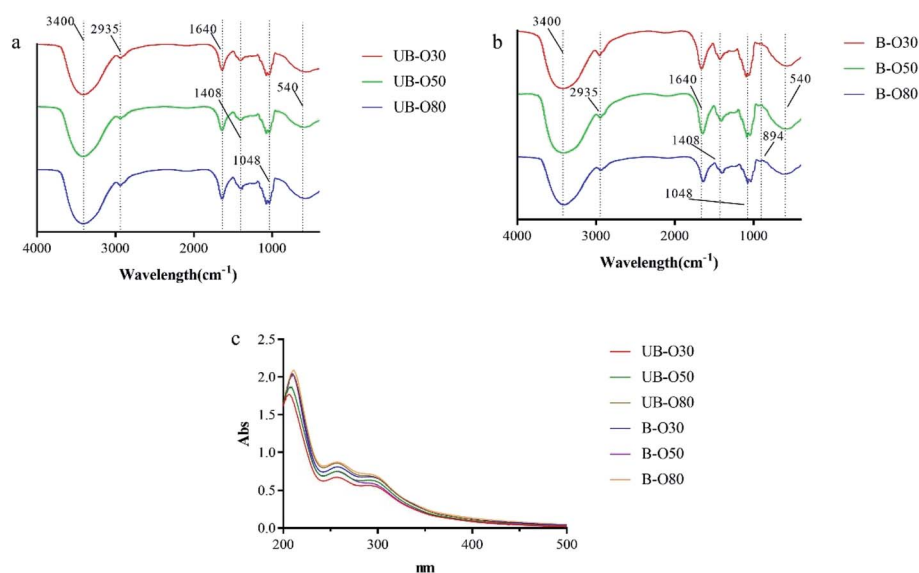 a
3400
2935
1640
1408
540
1048
UB-O30
UB-O50
UB-O80
4000 3000 2000 1000
Wavelength(cm-1)
b
3400
2935
1640
540
1408
894
1048
B-O30
B-O50
B-O80
4000 3000 2000 1000
Wavelength(cm-1)
c
2.5
2.0
1.5
1.0
0.5
0.0
Abs
200 300 400 500
nm
UB-O30
UB-O50
UB-O80
B-O30
B-O50
B-O80